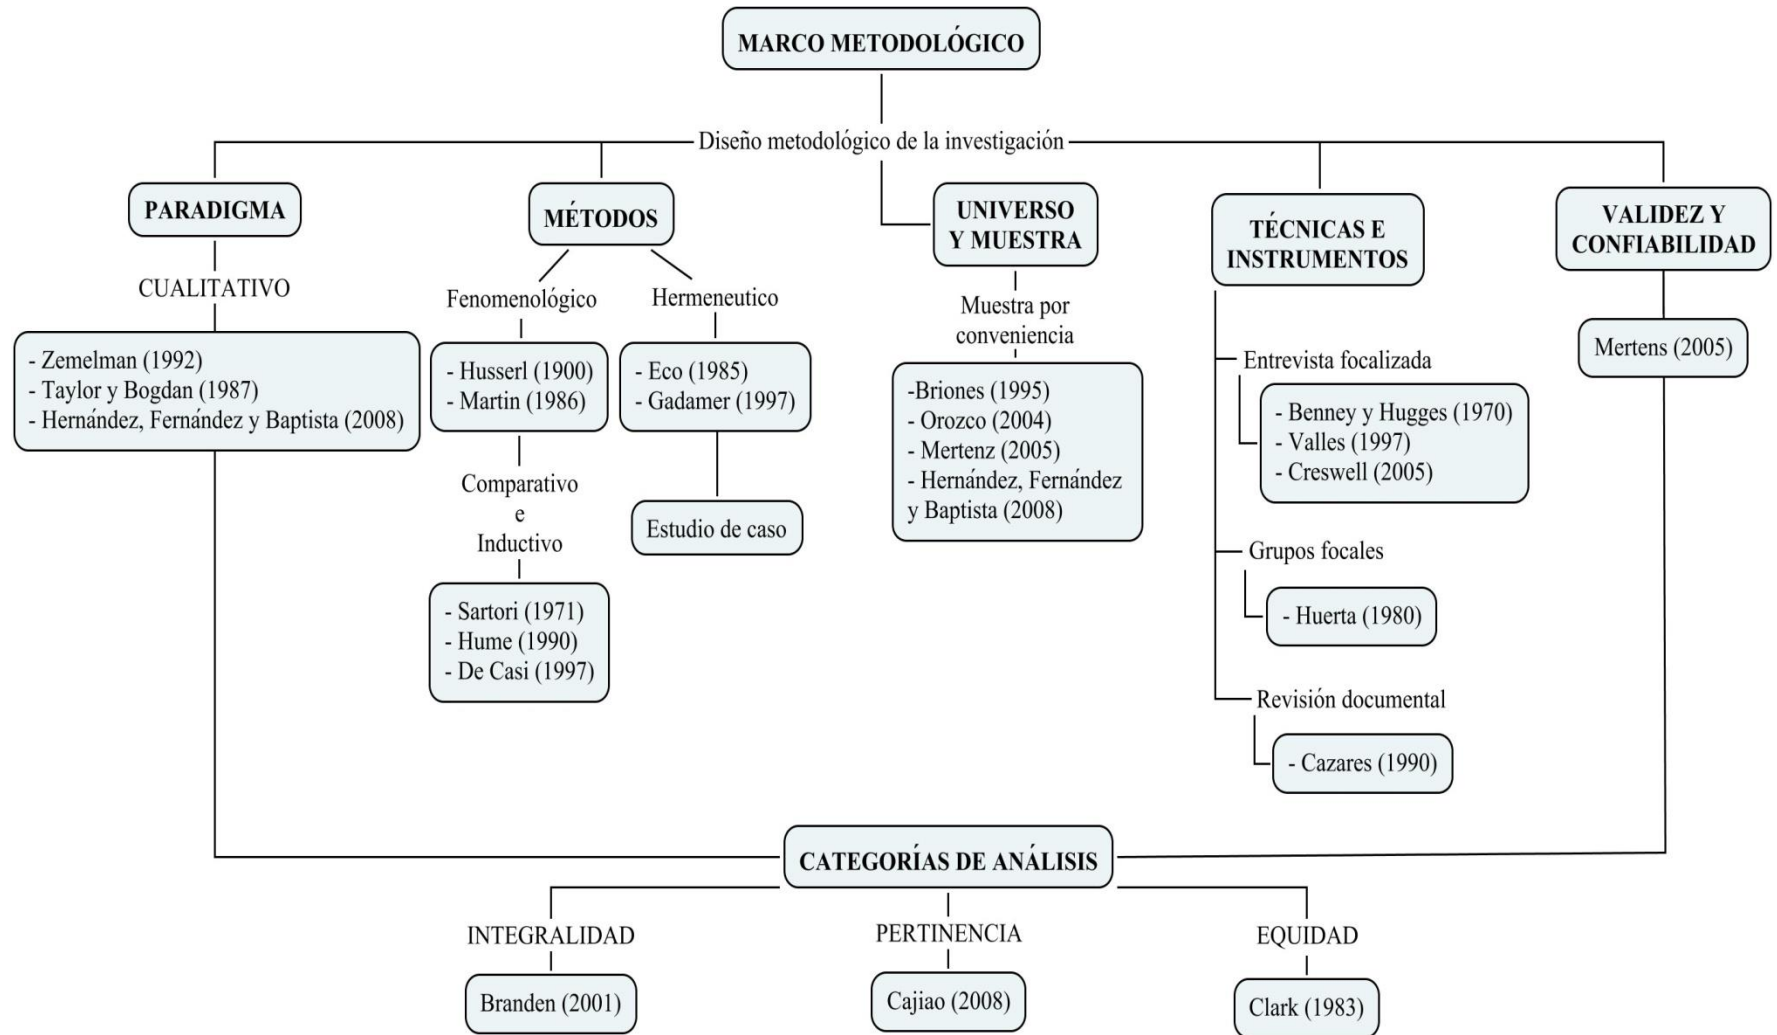 MARCO METODOLÓGICO
Diseño metodológico de la investigación
PARADIGMA
CUALITATIVO
- Zemelman (1992)
- Taylor y Bogdan (1987)
- Hernández, Fernández y Baptista (2008)
MÉTODOS
Fenomenológico
- Husserl (1900)
- Martin (1986)
Comparativo
e
Inductivo
- Sartori (1971)
- Hume (1990)
- De Casi (1997)
Hermeneutico
- Eco (1985)
- Gadamer (1997)
Estudio de caso
UNIVERSO
Y MUESTRA
Muestra por
conveniencia
-Briones (1995)
- Orozco (2004)
- Mertenz (2005)
- Hernández, Fernández
y Baptista (2008)
TÉCNICAS E
INSTRUMENTOS
Entrevista focalizada
- Benney y Hugges (1970)
- Valles (1997)
- Creswell (2005)
Grupos focales
- Huerta (1980)
Revisión documental
- Cazares (1990)
VALIDEZ Y
CONFIABILIDAD
Mertens (2005)
CATEGORÍAS DE ANÁLISIS
INTEGRALIDAD
Branden (2001)
PERTINENCIA
Cajiao (2008)
EQUIDAD
Clark (1983)